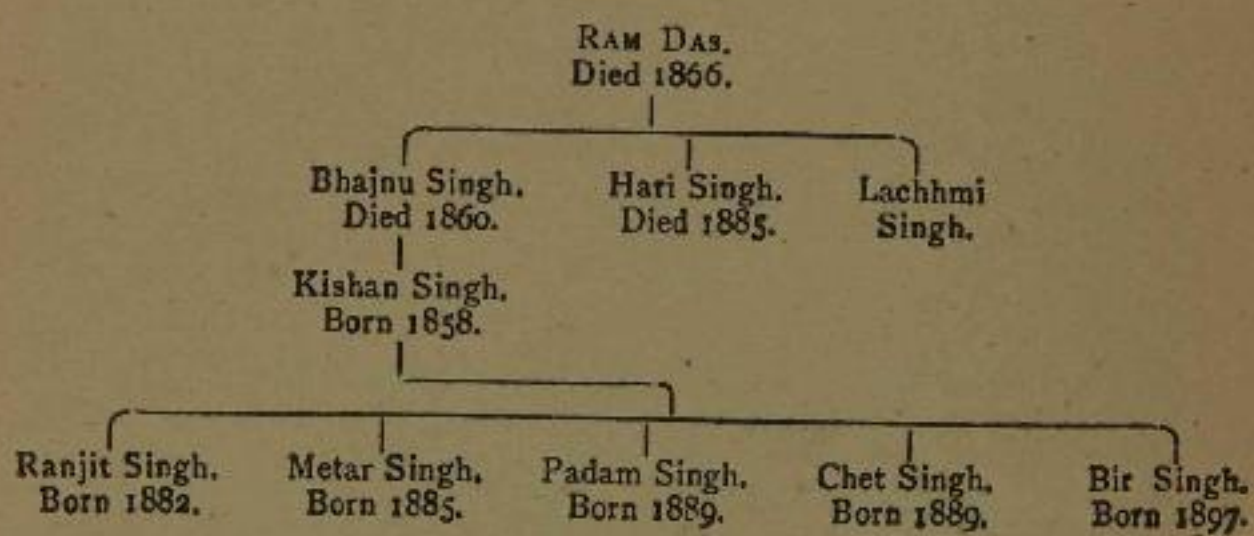 RAM DAS.
Died 1866.
Bhajnu Singh. Hari Singh. Lachhmi
Died 1860. Died 1885. Singh.
Kishan Singh.
Born 1858.
Ranjit Singh. Metar Singh. Padam Singh. Chet Singh. Bir Singh.
Born 1882. Born 1885. Born 1889. Born 1889. Born 1897.